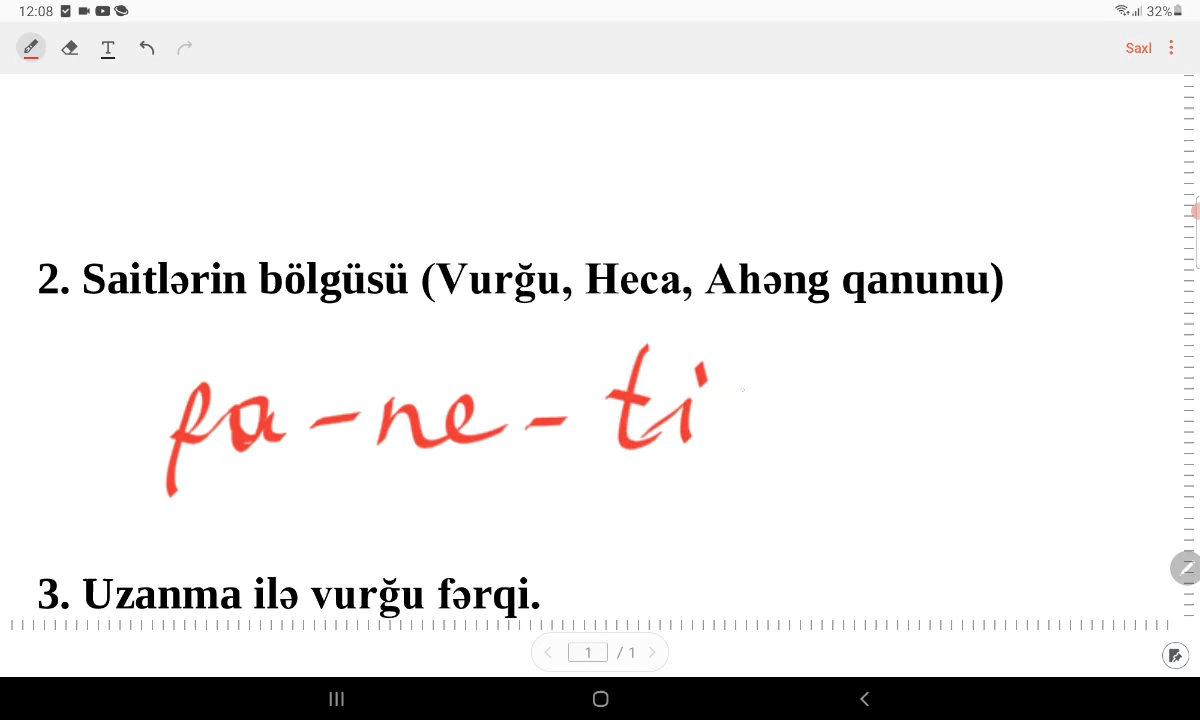 12:08
32%
Saxl
2. Saitlərin bölgüsü (Vurğu, Heca, Ahəng qanunu)
fa-ne-ti
3. Uzanma ilə vurğu fərqi.
1 / 1